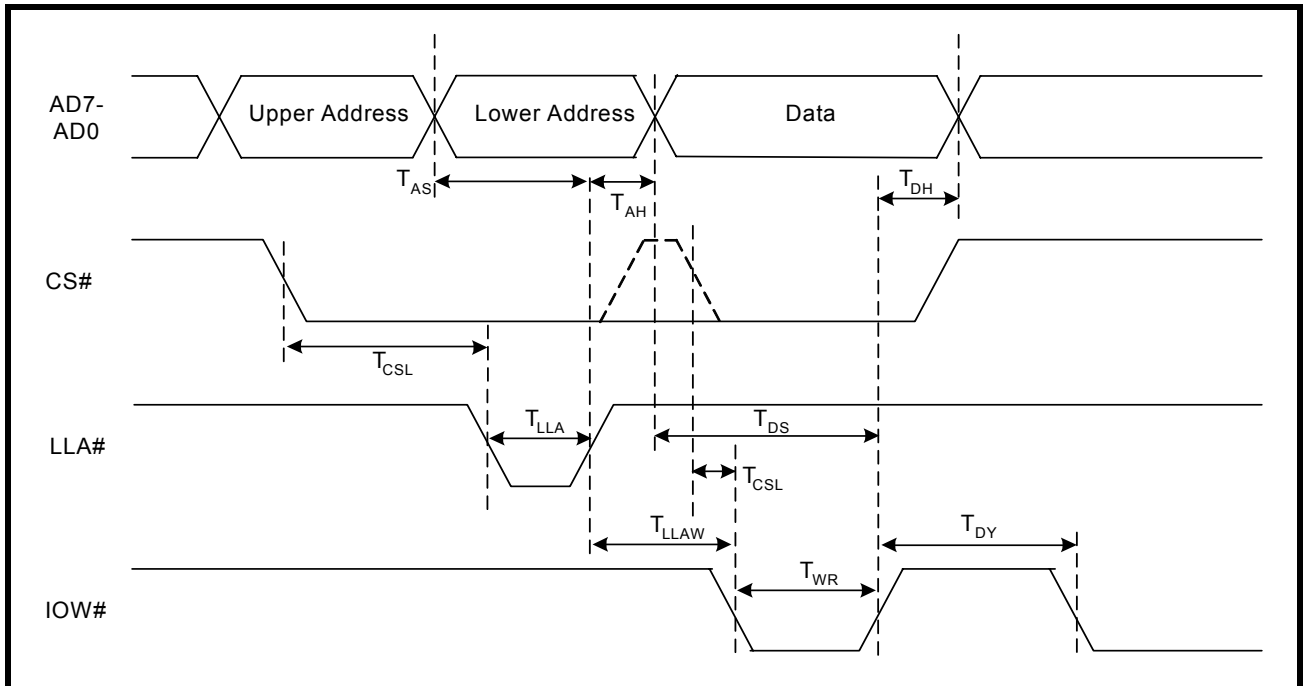 AD7-
AD0
Upper Address
Lower Address
Data
TAS
TAH
TDH
CS#
TCSL
LLA#
TLLA
TDS
TCSL
TLLAW
TDY
TWR
IOW#